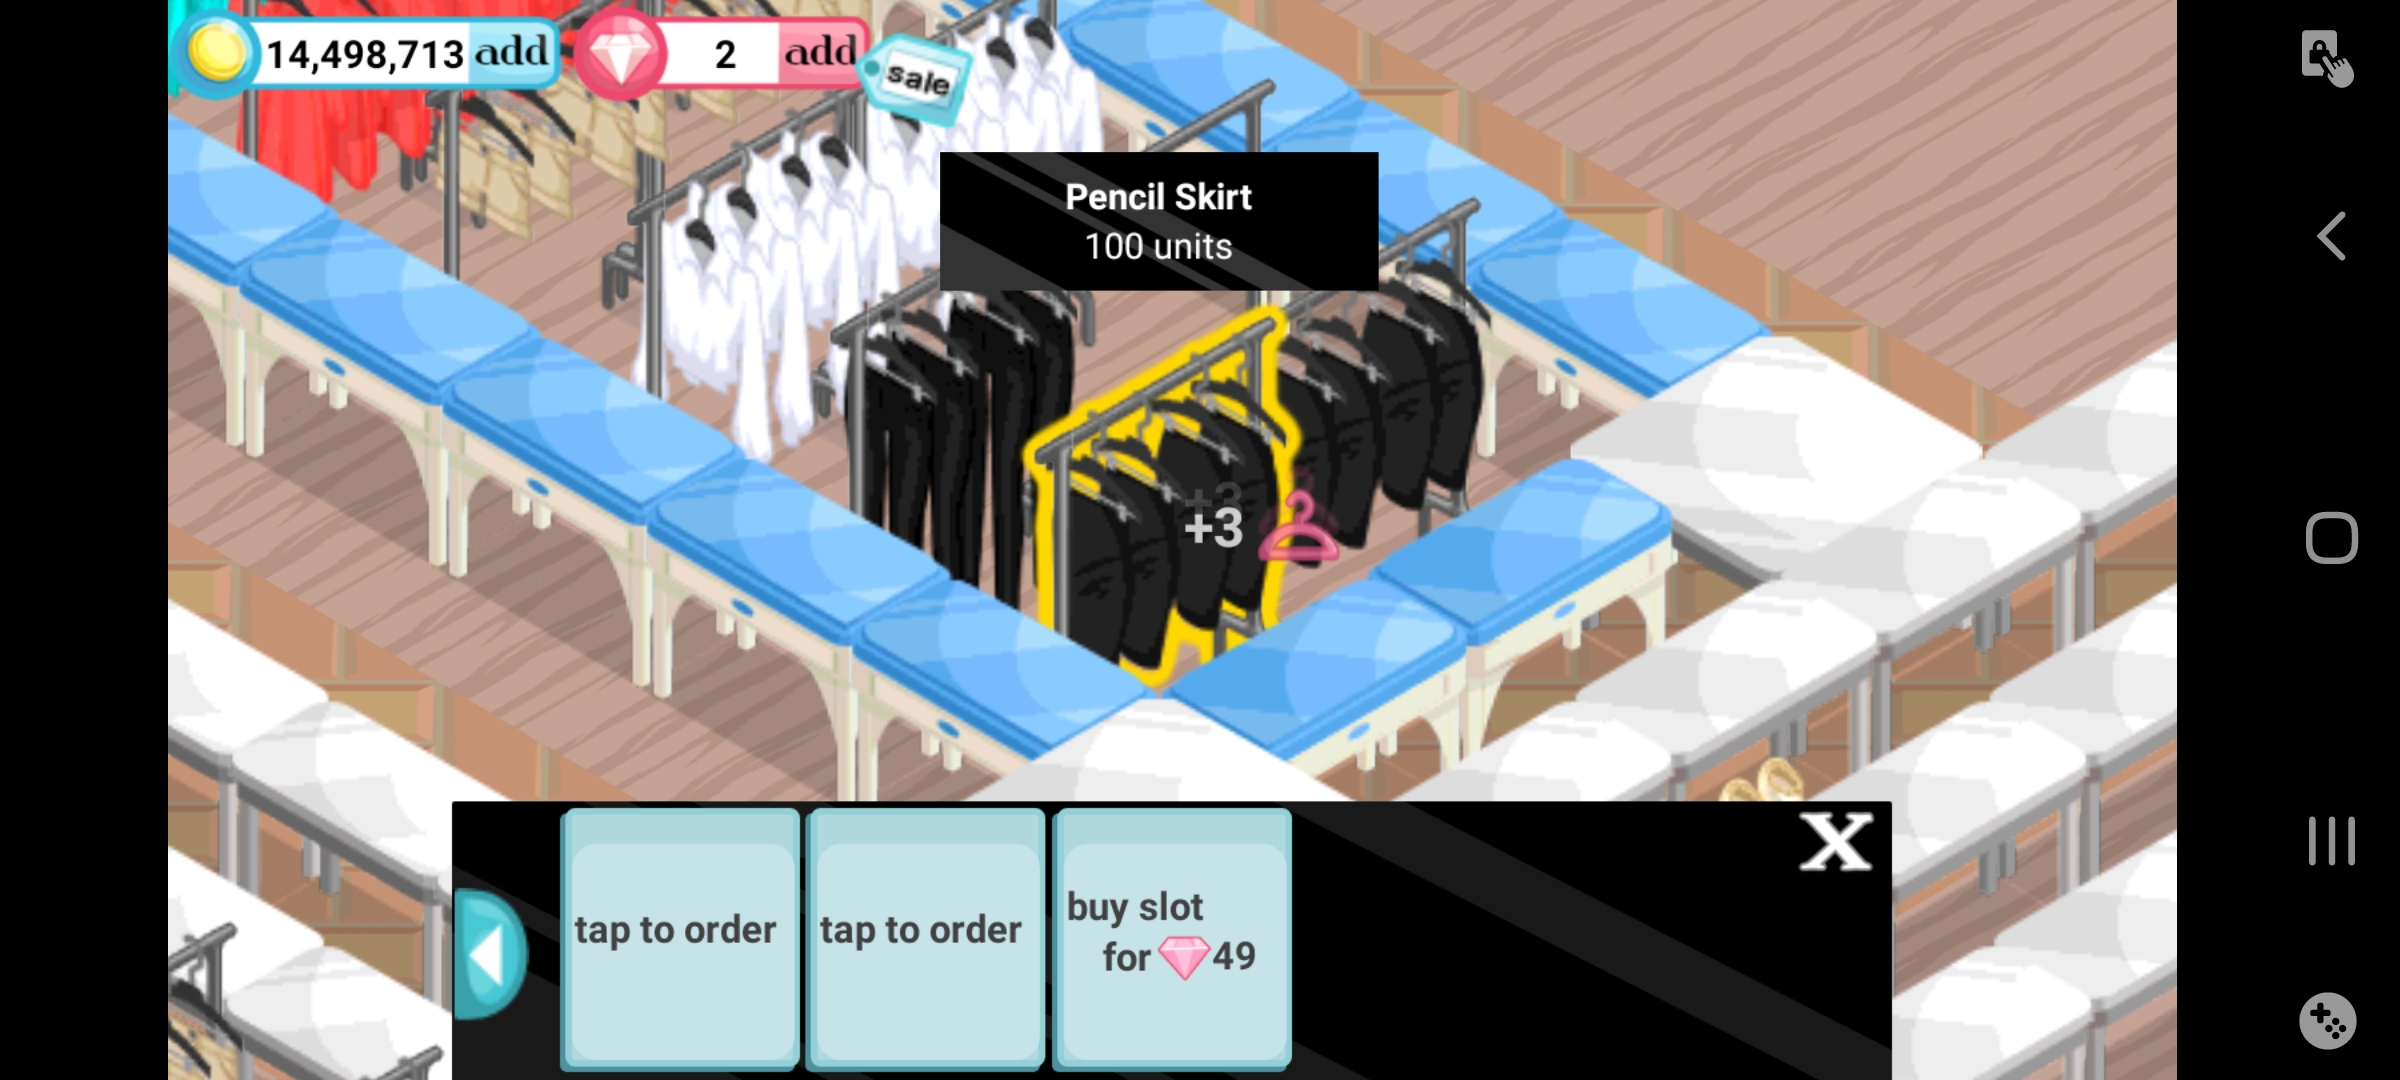 14,498,713 add
2 add
sale
Pencil Skirt
100 units
+3
+3
tap to order
tap to order
buy slot
for 49
X